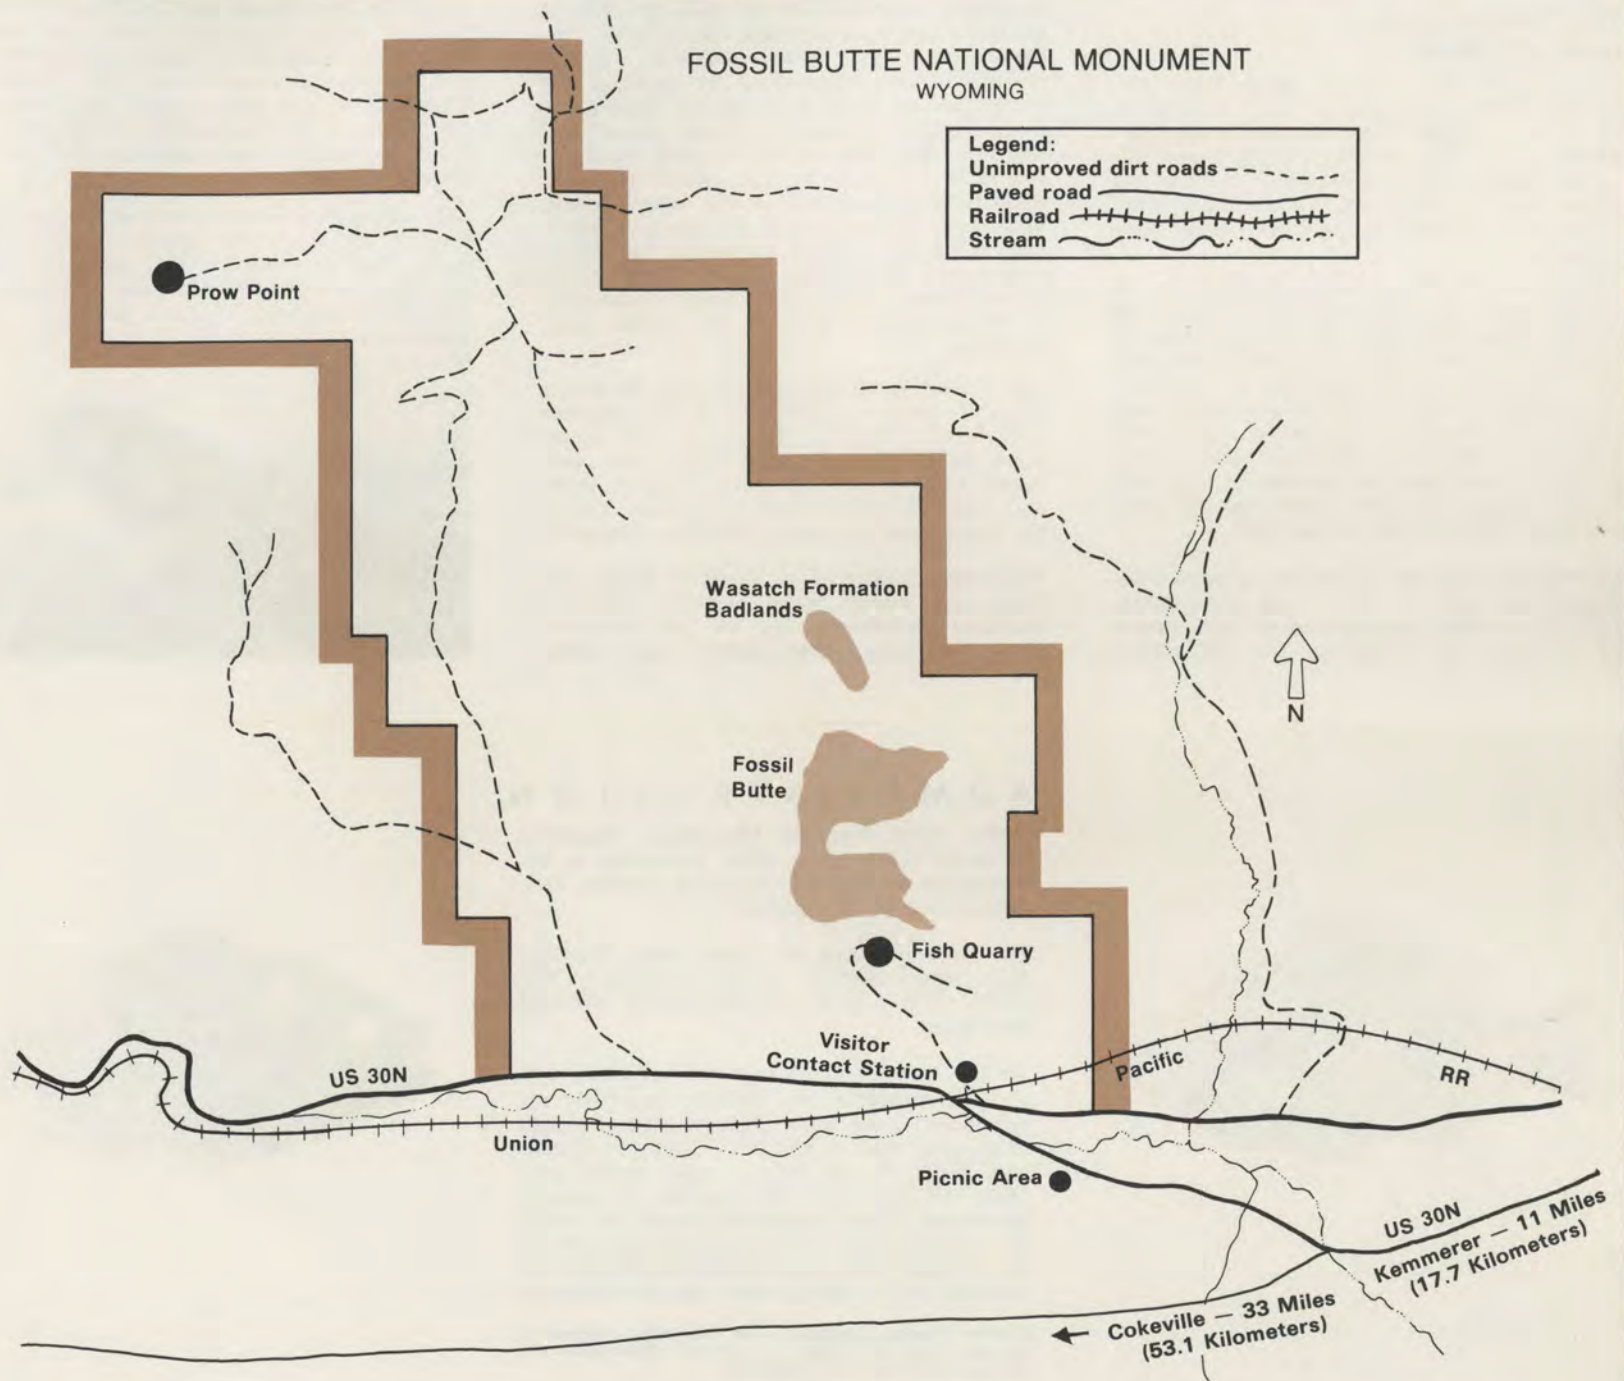 FOSSIL BUTTE NATIONAL MONUMENT
WYOMING
Legend:
Unimproved dirt roads
Paved road
Railroad
Stream
Prow Point
Wasatch Formation
Badlands
N
Fossil
Butte
Fish Quarry
Visitor
Contact Station
US 30N
Pacific
RR
Union
Picnic Area
US 30N
Kemmerer — 11 Miles
(17.7 Kilometers)
Cokeville — 33 Miles
(53.1 Kilometers)